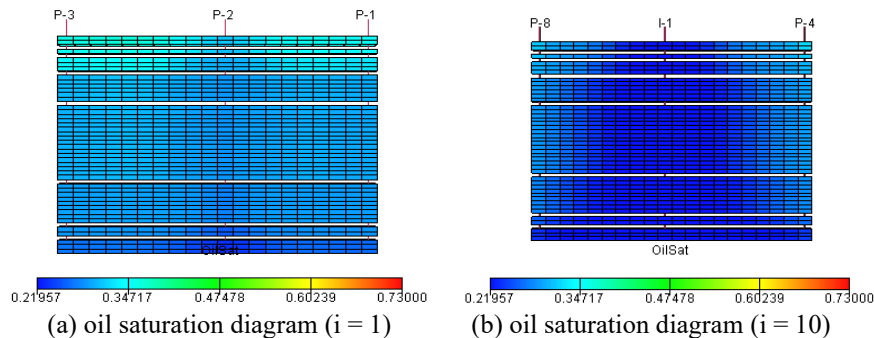 P-3 P-2 P-1
P-8 I-1 P-4
OilSat
OilSat
0.21957 0.34717 0.47478 0.60239 0.73000
0.21957 0.34717 0.47478 0.60239 0.73000
(a) oil saturation diagram (i = 1)
(b) oil saturation diagram (i = 10)